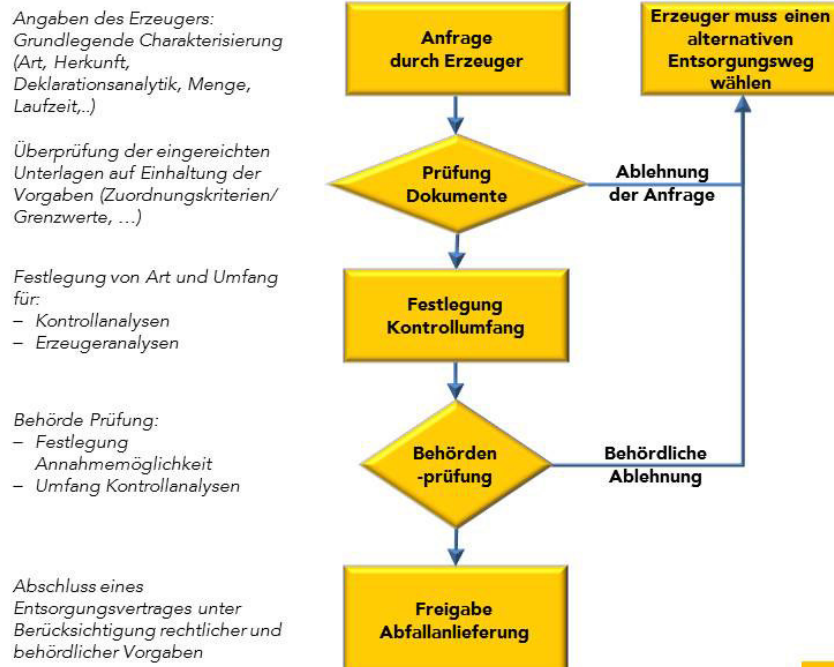 Angaben des Erzeugers:
Grundlegende Charakterisierung
(Art, Herkunft,
Deklarationsanalytik, Menge,
Laufzeit,..)
Anfrage
durch Erzeuger
Erzeuger muss einen
alternativen
Entsorgungsweg
wählen
Überprüfung der eingereichten
Unterlagen auf Einhaltung der
Vorgaben (Zuordnungskriterien/
Grenzwerte, …)
Prüfung
Dokumente
Ablehnung
der Anfrage
Festlegung von Art und Umfang
für:
– Kontrollanalysen
– Erzeugeranalysen
Festlegung
Kontrollumfang
Behörde Prüfung:
– Festlegung
Annahmemöglichkeit
– Umfang Kontrollanalysen
Behörden
-prüfung
Behördliche
Ablehnung
Abschluss eines
Entsorgungsvertrages unter
Berücksichtigung rechtlicher und
behördlicher Vorgaben
Freigabe
Abfallanlieferung